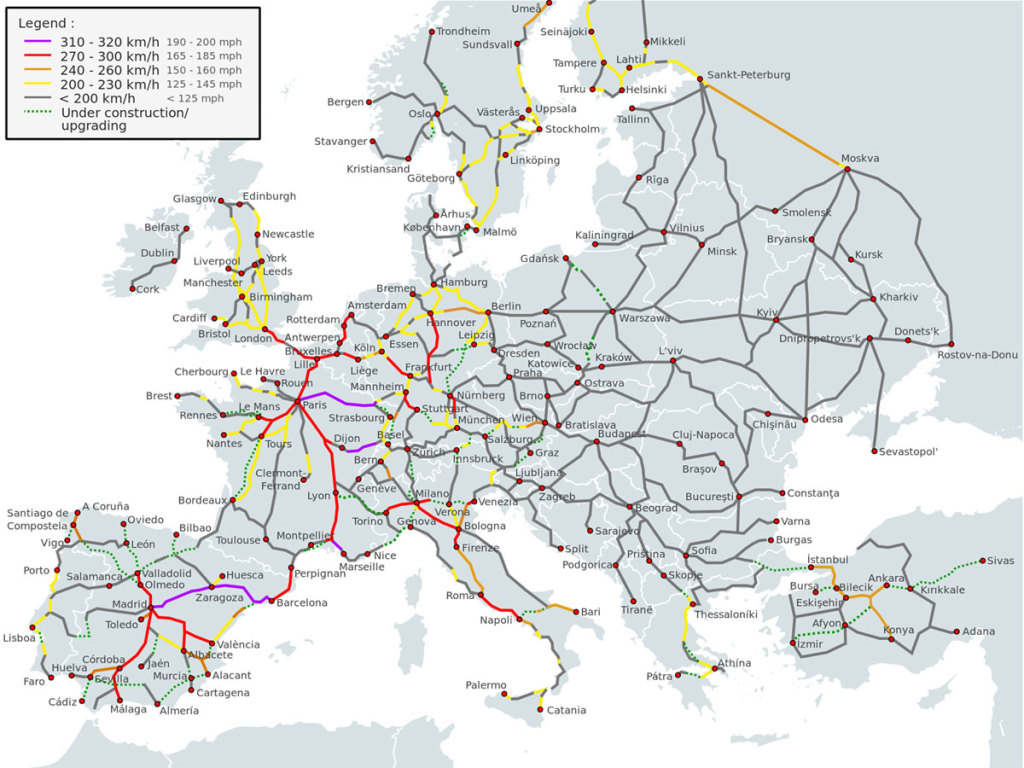 Legend :
310 - 320 km/h 190 - 200 mph
270 - 300 km/h 165 - 185 mph
240 - 260 km/h 150 - 160 mph
200 - 230 km/h 125 - 145 mph
< 200 km/h < 125 mph
Under construction/
upgrading
Umeå
Trondheim
Sundsvall
Seinäjoki
Mikkeli
Tampere
Lahti
Sankt-Peterburg
Turku
Helsinki
Bergen
Oslo
Västerås
Uppsala
Tallinn
Stockholm
Stavanger
Kristiansand
Linköping
Göteborg
Moskva
Rīga
Glasgow
Edinburgh
Århus
Smolensk
Belfast
Newcastle
København
Malmö
Kaliningrad
Vilnius
Bryansk
Minsk
Dublin
Liverpool
York
Leeds
Gdańsk
Kursk
Manchester
Cork
Birmingham
Bremen
Hamburg
Amsterdam
Berlin
Kharkiv
Cardiff
Rotterdam
Hannover
Poznań
Warszawa
Kyiv
Bristol
London
Antwerpen
Essen
Leipzig
Dnipropetrovs'k
Donets'k
Bruxelles
Köln
Dresden
Wrocław
Kraków
L'viv
Rostov-na-Donu
Lille
Liège
Frankfurt
Praha
Katowice
Cherbourg
Le Havre
Rouen
Mannheim
Ostrava
Brest
Le Mans
Paris
Nürnberg
Brno
Rennes
Strasbourg
Stuttgart
Chişinău
Odesa
München
Wien
Bratislava
Nantes
Tours
Dijon
Basel
Salzburg
Budapest
Cluj-Napoca
Sevastopol'
Bern
Zürich
Innsbruck
Graz
Braşov
Clermont-
Ferrand
Genève
Ljubljana
Bordeaux
Lyon
Milano
Venezia
Zagreb
Bucureşti
Constanţa
Santiago de
Compostela
A Coruña
Oviedo
Torino
Verona
Beograd
Bilbao
Genova
Bologna
Varna
Vigo
León
Toulouse
Montpellier
Nice
Firenze
Sarajevo
Burgas
Marseille
Split
Priština
Sofia
İstanbul
Sivas
Porto
Salamanca
Valladolid
Olmedo
Huesca
Perpignan
Podgorica
Skopje
Bursa
Bilecik
Ankara
Kırıkkale
Madrid
Zaragoza
Barcelona
Roma
Bari
Tiranë
Thessaloníki
Eskişehir
Toledo
Napoli
Afyon
Konya
Adana
Lisboa
València
İzmir
Albacete
Huelva
Córdoba
Jaén
Murcia
Alacant
Athína
Faro
Sevilla
Cartagena
Palermo
Pátra
Cádiz
Málaga
Almería
Catania